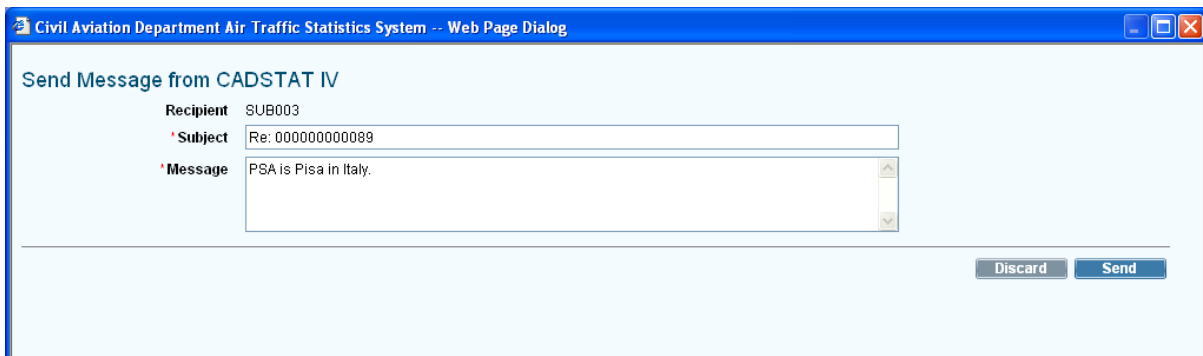 Civil Aviation Department Air Traffic Statistics System -- Web Page Dialog
Send Message from CADSTAT IV
Recipient SUB003
*Subject Re: 000000000089
*Message PSA is Pisa in Italy.
Discard Send